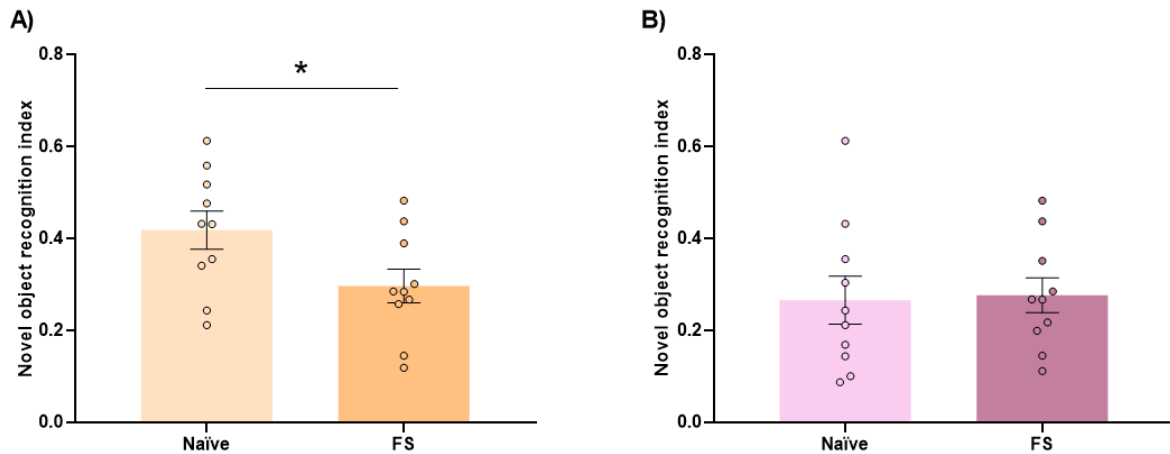 A)
Novel object recognition index
0.8
0.6
0.4
0.2
0.0
*
Naïve
FS
B)
Novel object recognition index
0.8
0.6
0.4
0.2
0.0
Naïve
FS